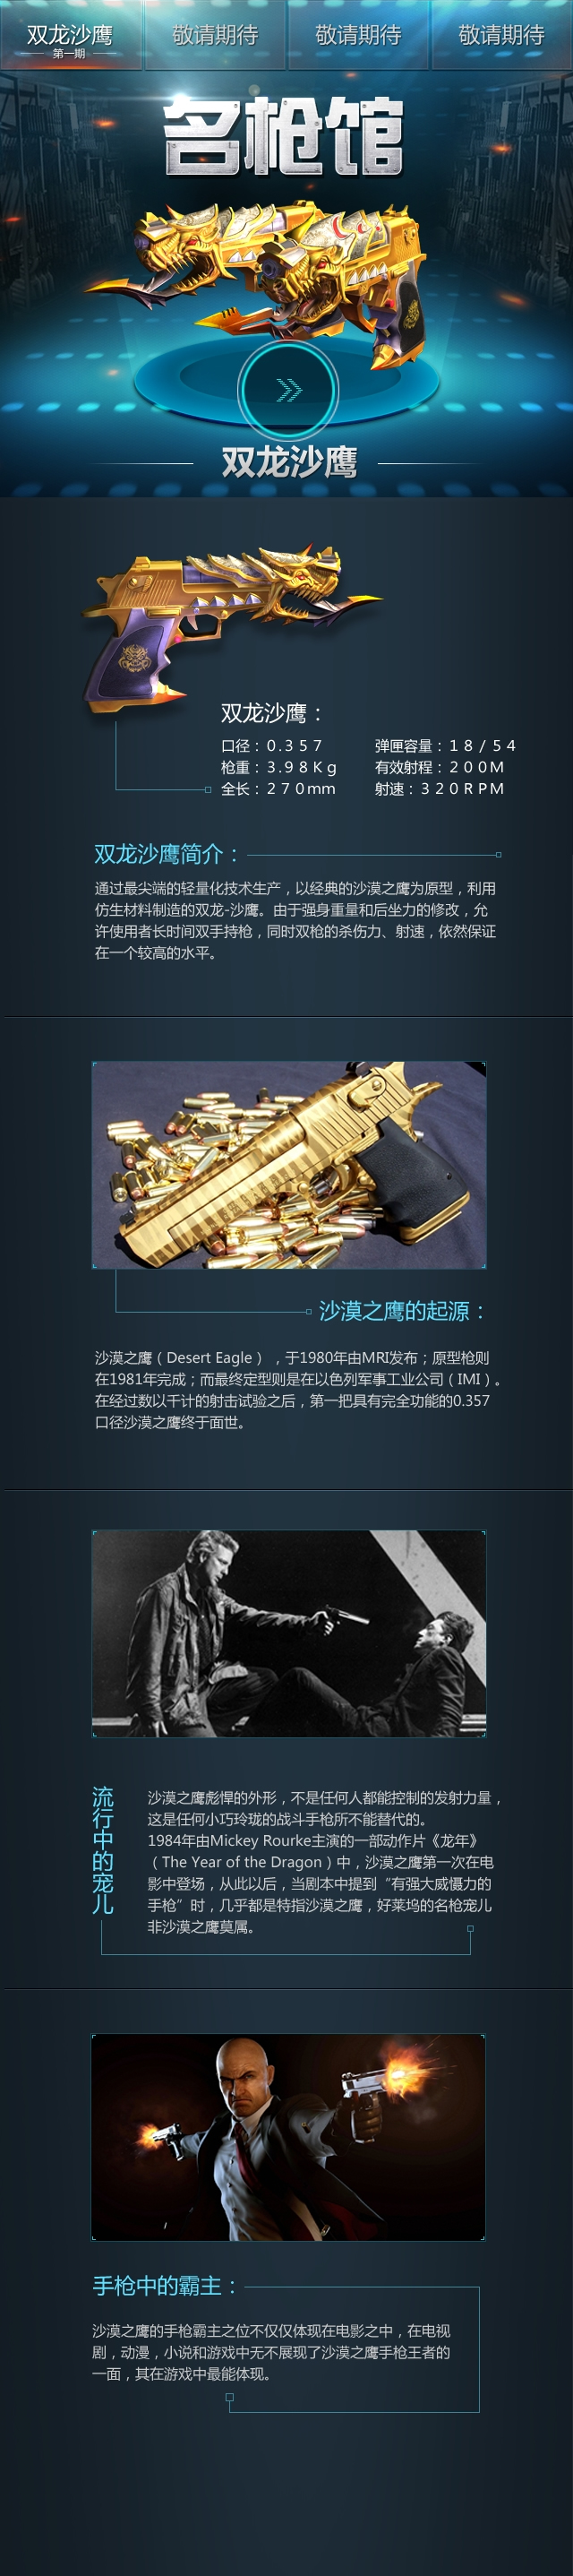 双龙沙鹰
第一期
敬请期待
敬请期待
敬请期待
名枪馆
双龙沙鹰
双龙沙鹰：
口径：0.357
弹匣容量：18/54
枪重：3.98Kg
有效射程：200M
全长：270mm
射速：320RPM
双龙沙鹰简介：
通过最尖端的轻量化技术生产，以经典的沙漠之鹰为原型，利用
仿生材料制造的双龙-沙鹰。由于强身重量和后坐力的修改，允
许使用者长时间双手持枪，同时双枪的杀伤力、射速，依然保证
在一个较高的水平。
沙漠之鹰的起源：
沙漠之鹰（Desert Eagle），于1980年由MRI发布；原型枪则
在1981年完成；而最终定型则是在以色列军事工业公司（IMI）。
在经过数以千计的射击试验之后，第一把具有完全功能的0.357
口径沙漠之鹰终于面世。
流行中的宠儿
沙漠之鹰彪悍的外形，不是任何人都能控制的发射力量，
这是任何小巧玲珑的战斗手枪所不能替代的。
1984年由Mickey Rourke主演的一部动作片《龙年》
（The Year of the Dragon）中，沙漠之鹰第一次在电
影中登场，从此以后，当剧本中提到“有强大威慑力的
手枪”时，几乎都是特指沙漠之鹰，好莱坞的名枪宠儿
非沙漠之鹰莫属。
手枪中的霸主：
沙漠之鹰的手枪霸主之位不仅仅体现在电影之中，在电视
剧，动漫，小说和游戏中无不展现了沙漠之鹰手枪王者的
一面，其在游戏中最能体现。